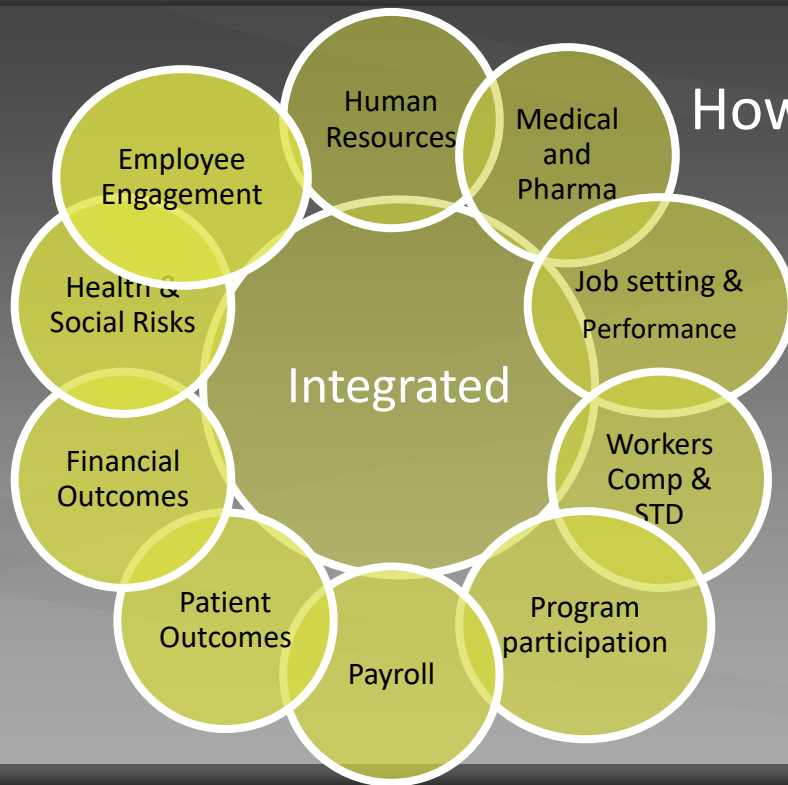 How
Human
Resources
Medical
and
Pharma
Job setting &
Performance
Workers
Comp &
STD
Program
participation
Payroll
Patient
Outcomes
Financial
Outcomes
Health &
Social Risks
Employee
Engagement
Integrated